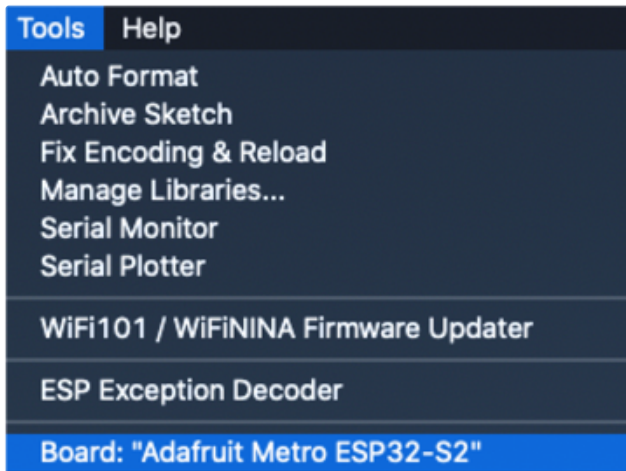 Tools Help
Auto Format
Archive Sketch
Fix Encoding & Reload
Manage Libraries...
Serial Monitor
Serial Plotter
WiFi101 / WiFiNINA Firmware Updater
ESP Exception Decoder
Board: "Adafruit Metro ESP32-S2"